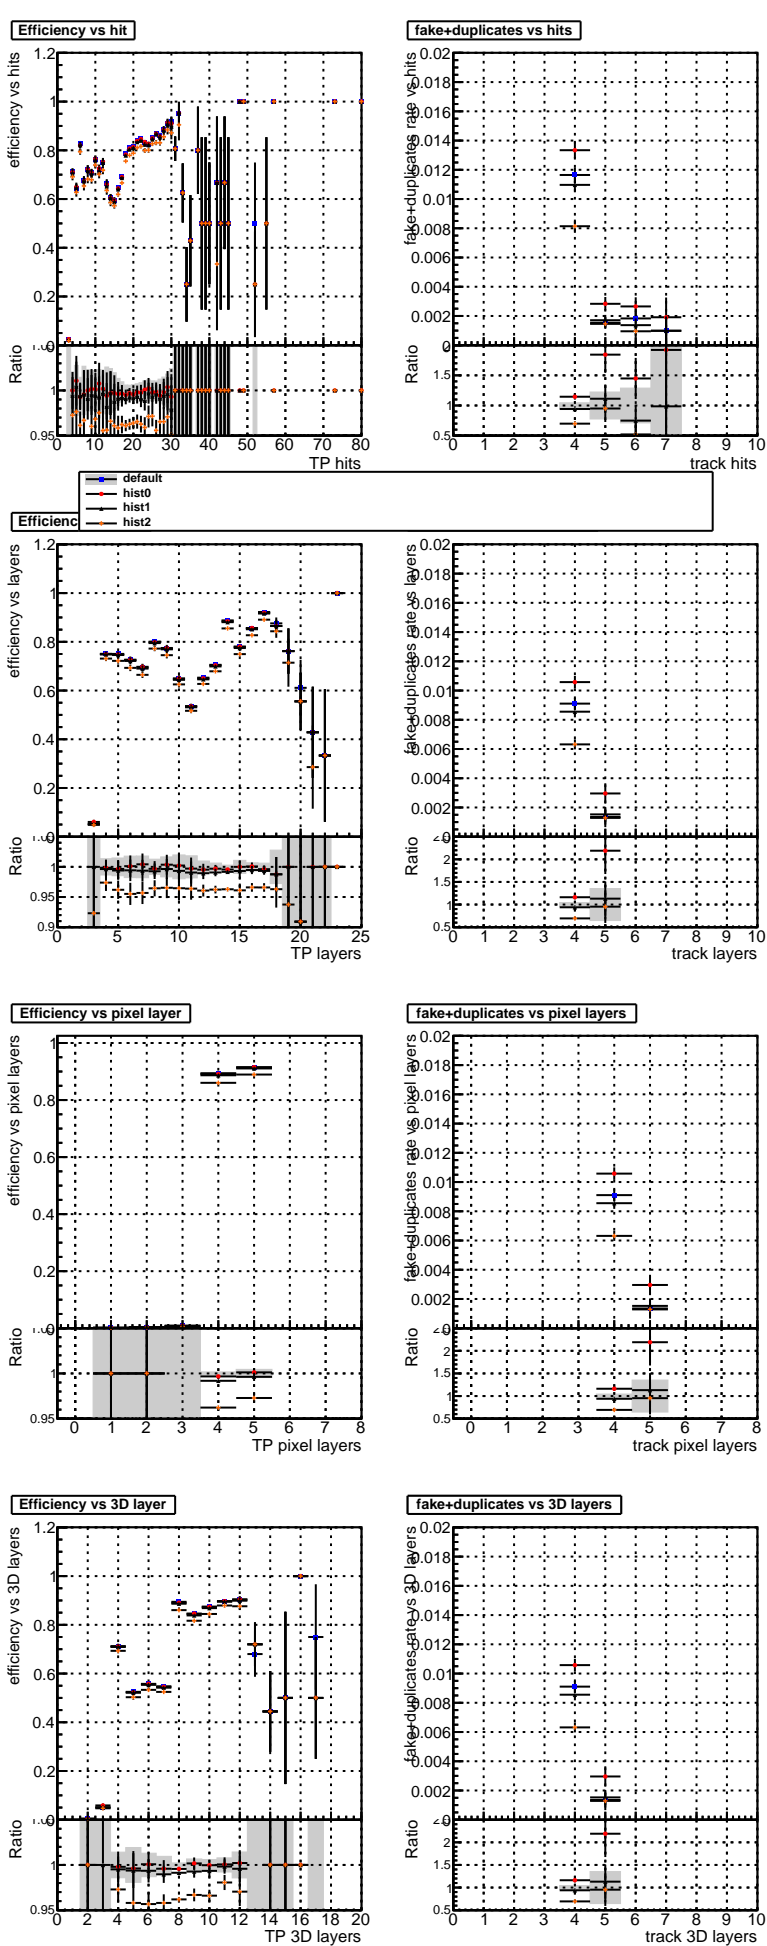 Efficiency vs hit
fake+duplicates vs hits
efficiency vs hits
1.2
1
0.8
0.6
0.4
0.2
Ratio
1
0.95
0 10 20 30 40 50 60 70 80
TP hits
fake+duplicates rate vs hits
0.02
0.018
0.016
0.014
0.012
0.01
0.008
0.006
0.004
0.002
0
Ratio
1.5
1
0.5
0 1 2 3 4 5 6 7 8 9 10
track hits
default
hist0
hist1
hist2
Efficienc
efficiency vs layers
1.2
1
0.8
0.6
0.4
0.2
Ratio
1
0.95
0.9
0 5 10 15 20 25
TP layers
fake+duplicates rate vs layers
0.02
0.018
0.016
0.014
0.012
0.01
0.008
0.006
0.004
0.002
0
Ratio
2
1.5
1
0.5
0 1 2 3 4 5 6 7 8 9 10
track layers
Efficiency vs pixel layer
fake+duplicates vs pixel layers
efficiency vs pixel layers
1
0.8
0.6
0.4
0.2
Ratio
1
0.95
0 1 2 3 4 5 6 7 8
TP pixel layers
fake+duplicates rate vs pixel layers
0.02
0.018
0.016
0.014
0.012
0.01
0.008
0.006
0.004
0.002
0
Ratio
2
1.5
1
0.5
0 1 2 3 4 5 6 7 8
track pixel layers
Efficiency vs 3D layer
fake+duplicates vs 3D layers
efficiency vs 3D layers
1.2
1
0.8
0.6
0.4
0.2
Ratio
1
0.95
0 2 4 6 8 10 12 14 16 18 20
TP 3D layers
fake+duplicates rate vs 3D layers
0.02
0.018
0.016
0.014
0.012
0.01
0.008
0.006
0.004
0.002
0
Ratio
2
1.5
1
0.5
0 1 2 3 4 5 6 7 8 9 10
track 3D layers